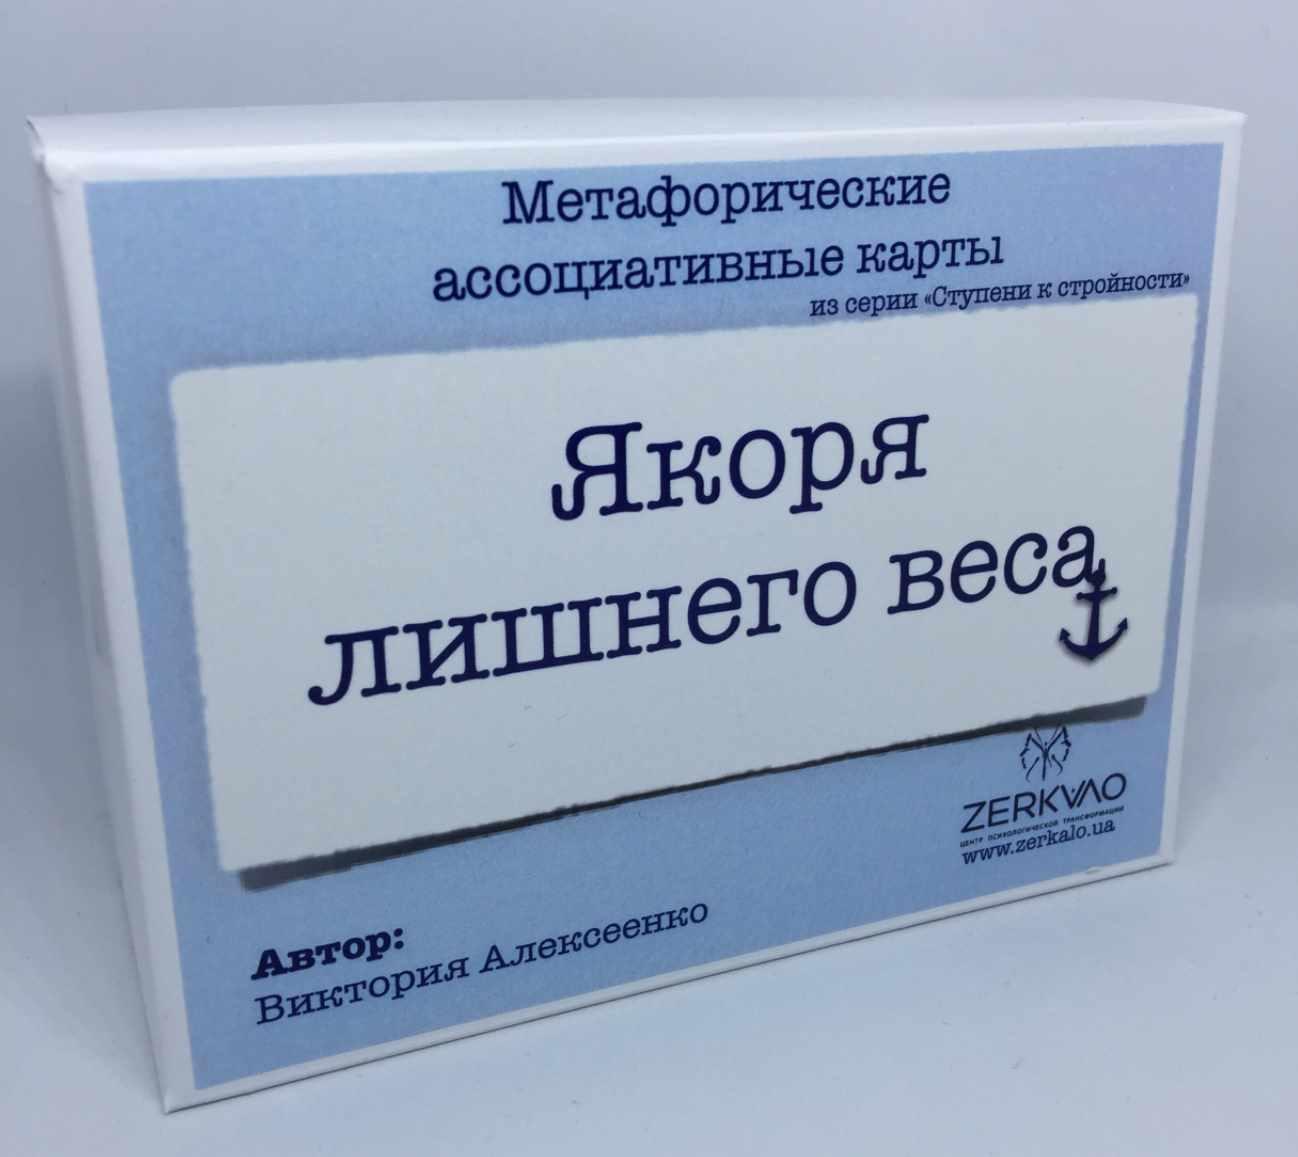 Метафорические
ассоциативные карты
из серии «Ступени к стройности»
Якоря
лишнего веса
ZERKVΛO
ЦЕНТР ПСИХОЛОГИЧЕСКОЙ ТРАНСФОРМАЦИИ
www.zerkalo.ua
Автор:
Виктория Алексеенко